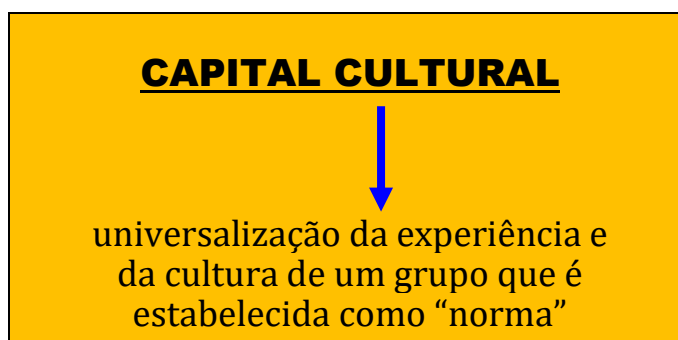 CAPITAL CULTURAL
universalização da experiência e
da cultura de um grupo que é
estabelecida como “norma”